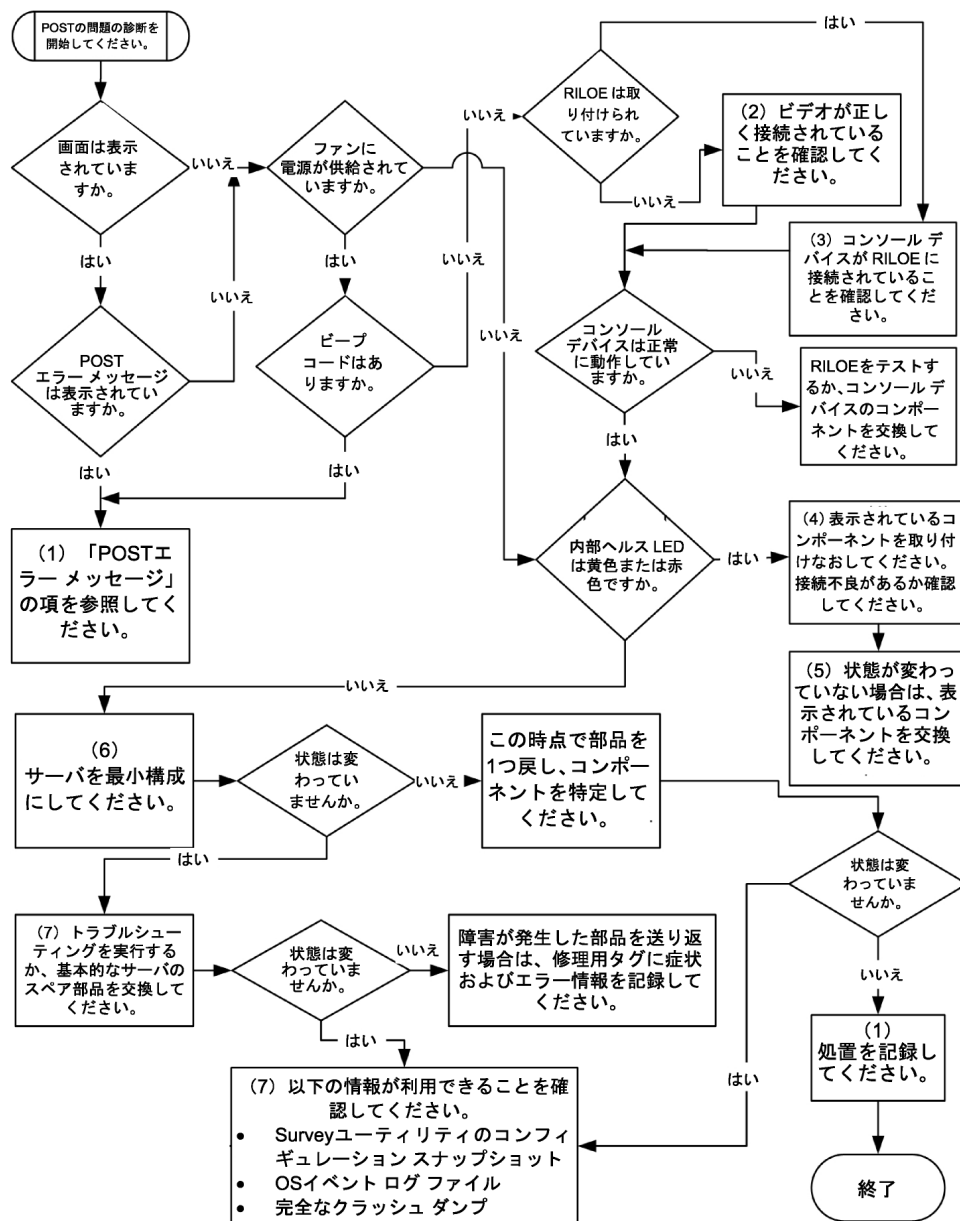 POSTの問題の診断を
開始してください。
画面は表示
されていま
すか。
いいえ
はい
POST
エラー メッセージ
は表示されてい
ますか。
いいえ
はい
(1) 「POSTエ
ラー メッセージ」
の項を参照してく
ださい。
ファンに
電源が供給されて
いますか。
いいえ
はい
ビープ
コードはあ
りますか。
いいえ
はい
RILOE は取
り付けられ
ていますか。
はい
いいえ
(2) ビデオが正し
く接続されている
ことを確認してく
ださい。
(3) コンソール デ
バイスが RILOE に
接続されているこ
とを確認してくだ
さい。
コンソール
デバイスは正常
に動作してい
ますか。
いいえ
はい
RILOEをテストす
るか、コンソール デ
バイスのコンポー
ネントを交換して
ください。
内部ヘルス LED
は黄色または赤
色ですか。
はい
いいえ
(4) 表示されているコ
ンポーネントを取り付
けなおしてください。
接続不良があるか確認
してください。
(5) 状態が変わっ
ていない場合は、表
示されているコン
ポーネントを交換
してください。
(6)
サーバを最小構成
にしてください。
状態は変
わってい
ませんか。
いいえ
はい
この時点で部品を
1つ戻し、コンポー
ネントを特定して
ください。
状態は変
わっていま
せんか。
いいえ
はい
(7) トラブルシュー
ティングを実行する
か、基本的なサーバの
スペア部品を交換して
ください。
状態は変
わっていま
せんか。
いいえ
はい
障害が発生した部品を送り返
す場合は、修理用タグに症状
およびエラー情報を記録して
ください。
(1)
処置を記録し
てください。
終了
(7) 以下の情報が利用できることを確
認してください。
• Surveyユーティリティのコンフィ
ギュレーション スナップショット
• OSイベント ログ ファイル
• 完全なクラッシュ ダンプ